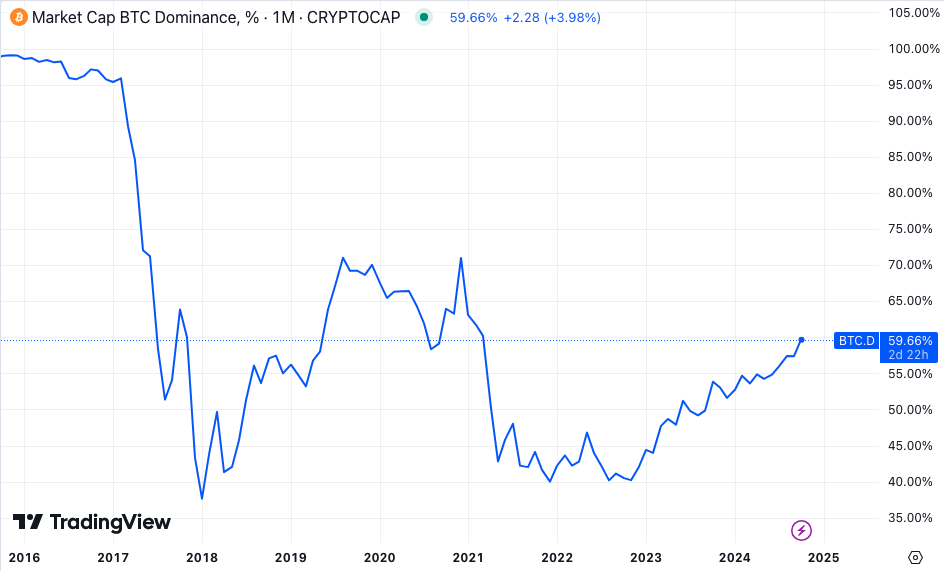 Market Cap BTC Dominance, % · 1M · CRYPTOCAP 59.66% +2.28 (+3.98%)
105.00%
100.00%
95.00%
90.00%
85.00%
80.00%
75.00%
70.00%
65.00%
BTC.D 59.66%
2d 22h
55.00%
50.00%
45.00%
40.00%
35.00%
TradingView
2016 2017 2018 2019 2020 2021 2022 2023 2024 2025